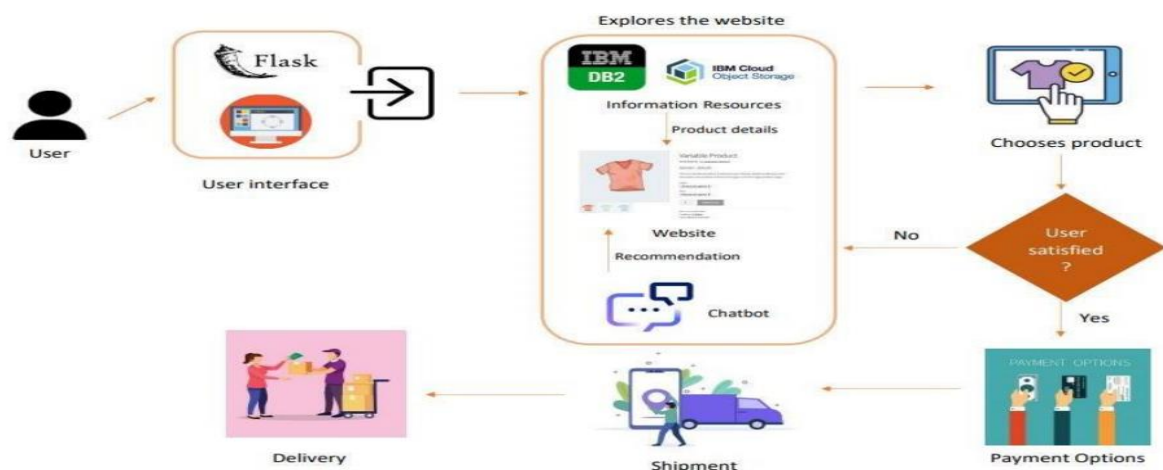 Explores the website
Flask
IBM
DB2
IBM Cloud
Object Storage
Information Resources
Product details
Variable Product
Website
Recommendation
Chatbot
User
User interface
Chooses product
User
satisfied
?
No
Yes
PAYMENT OPTIONS
Payment Options
Shipment
Delivery